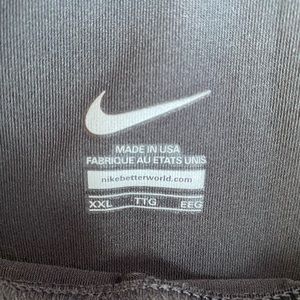 MADE IN USA
FABRIQUE AU ETATS UNIS
nikebetterworld.com
XXL TTG EEG